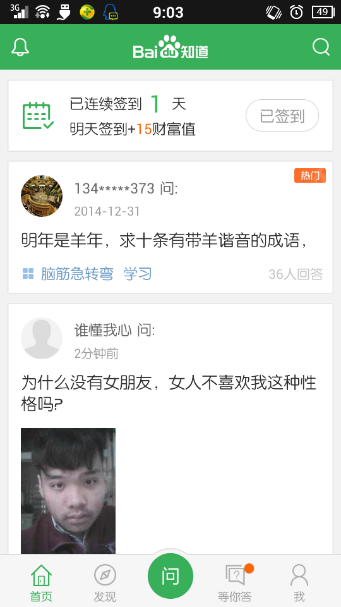 3G
9:03
49
Baidu知道
已连续签到 1 天
明天签到+15财富值
已签到
热门
134*****373 问:
2014-12-31
明年是羊年，求十条有带羊谐音的成语，
脑筋急转弯 学习
36人回答
谁懂我心 问:
2分钟前
为什么没有女朋友，女人不喜欢我这种性
格吗?
首页
发现
问
等你答
我